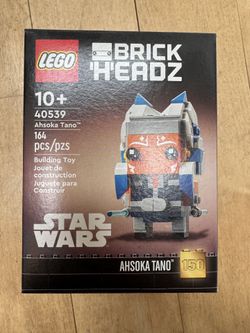 LEGO
BRICK
HEADZ
10+
40539
Ahsoka Tano™
164
pcs/pzs
Building Toy
Jouet de
construction
Juguete para
Construir
STAR
WARS
AHSOKA TANO™
150